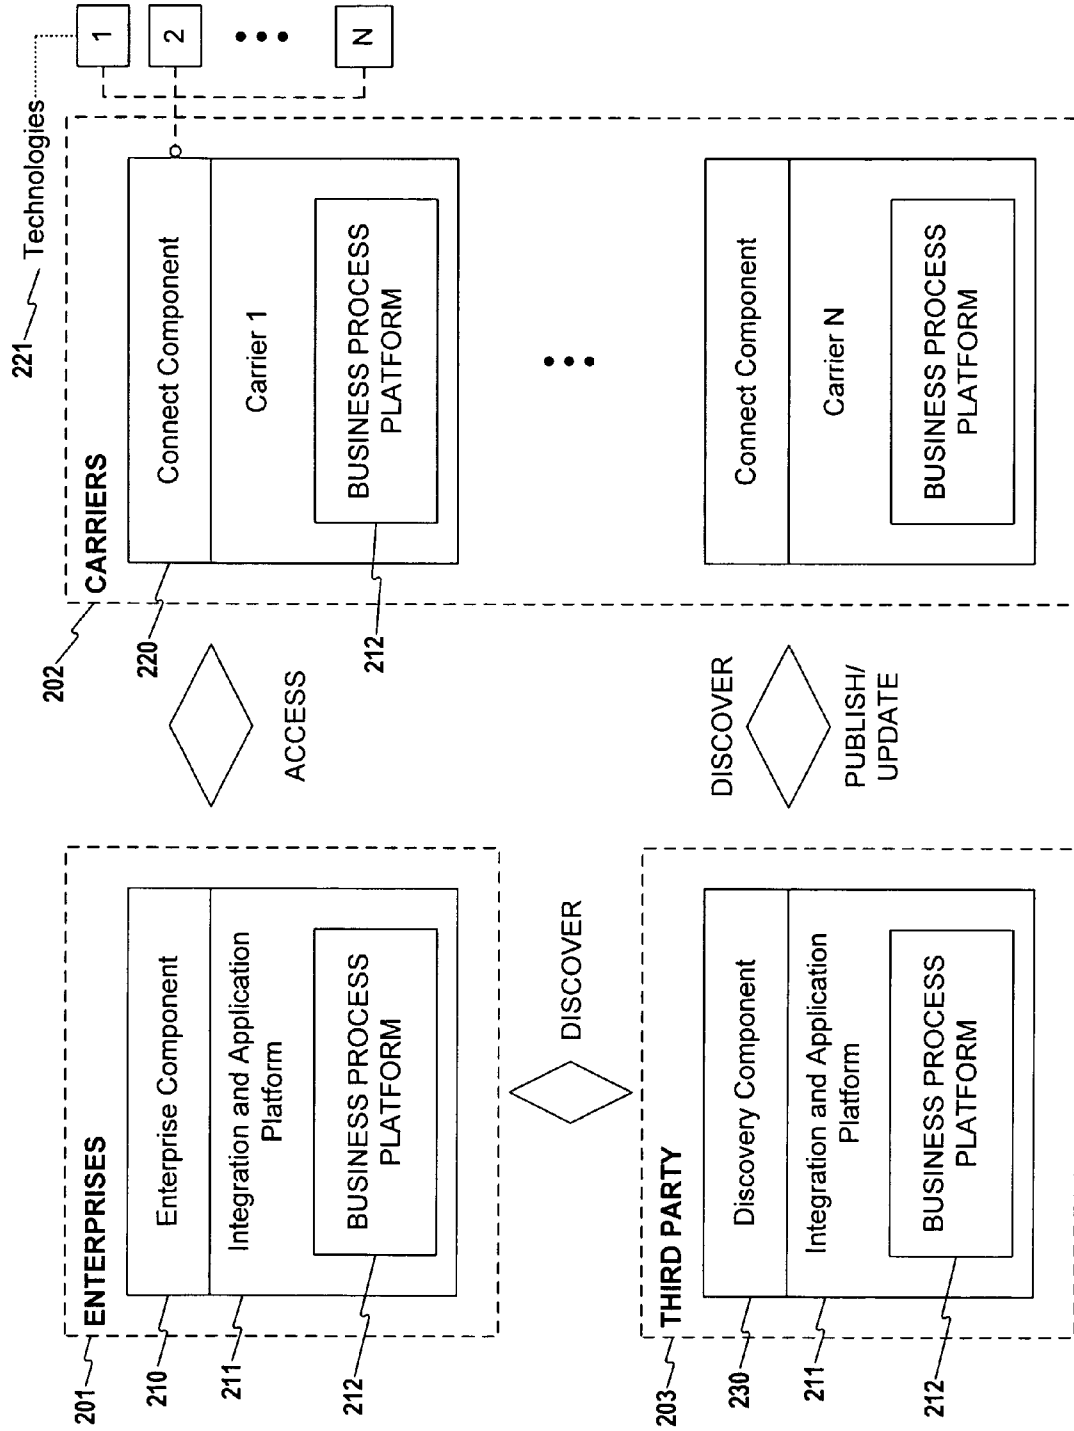 201
ENTERPRISES
210
Enterprise Component
211
Integration and Application
Platform
212
BUSINESS PROCESS
PLATFORM
ACCESS
202
CARRIERS
220
Connect Component
Carrier 1
212
BUSINESS PROCESS
PLATFORM
221
Technologies
1
2
N
DISCOVER
203
THIRD PARTY
230
Discovery Component
211
Integration and Application
Platform
212
BUSINESS PROCESS
PLATFORM
DISCOVER
PUBLISH/
UPDATE
Connect Component
Carrier N
BUSINESS PROCESS
PLATFORM